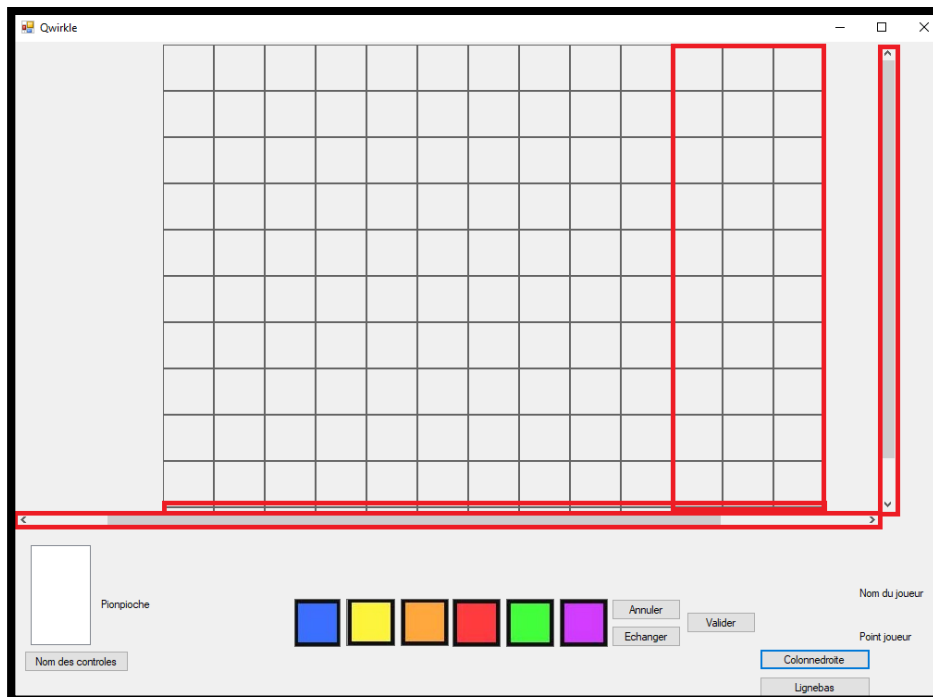 Qwirkle
Pionpioche
Nom des controles
Annuler
Echanger
Valider
Nom du joueur
Point joueur
Colonnedroite
Lignebas